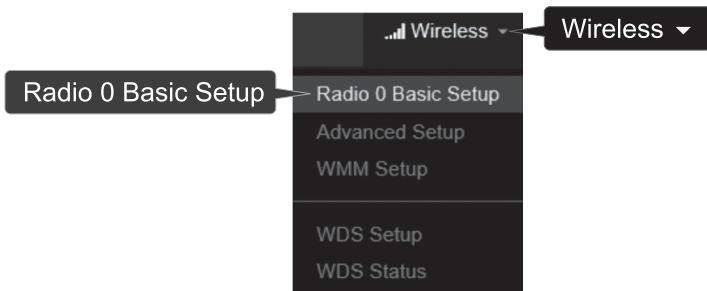 Wireless
Wireless
Radio 0 Basic Setup
Radio 0 Basic Setup
Advanced Setup
WMM Setup
WDS Setup
WDS Status